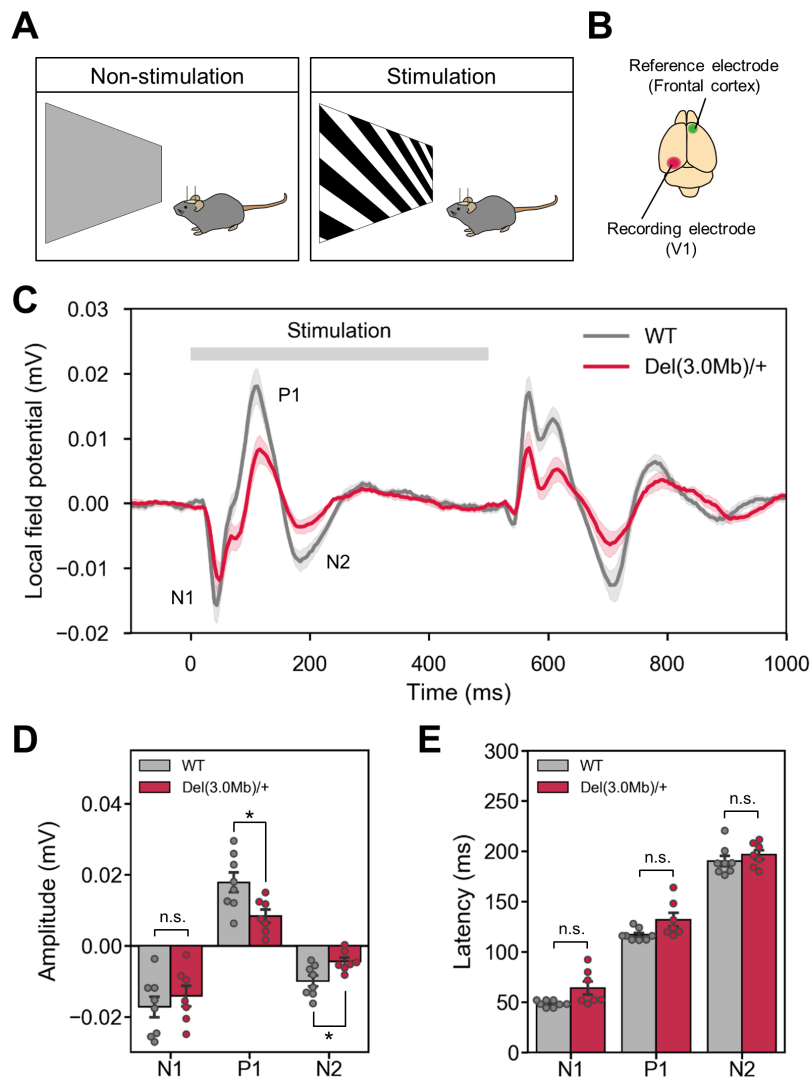 A
Non-stimulation
Stimulation
B
Reference electrode
(Frontal cortex)
Recording electrode
(V1)
C
Local field potential (mV)
0.03
0.02
0.01
0.00
−0.01
−0.02
Stimulation
WT
Del(3.0Mb)/+
P1
N1
N2
0
200
400
600
800
1000
Time (ms)
D
Amplitude (mV)
0.04
0.02
0.00
−0.02
WT
Del(3.0Mb)/+
n.s.
*
*
N1
P1
N2
E
Latency (ms)
300
250
200
150
100
50
0
WT
Del(3.0Mb)/+
n.s.
n.s.
n.s.
N1
P1
N2